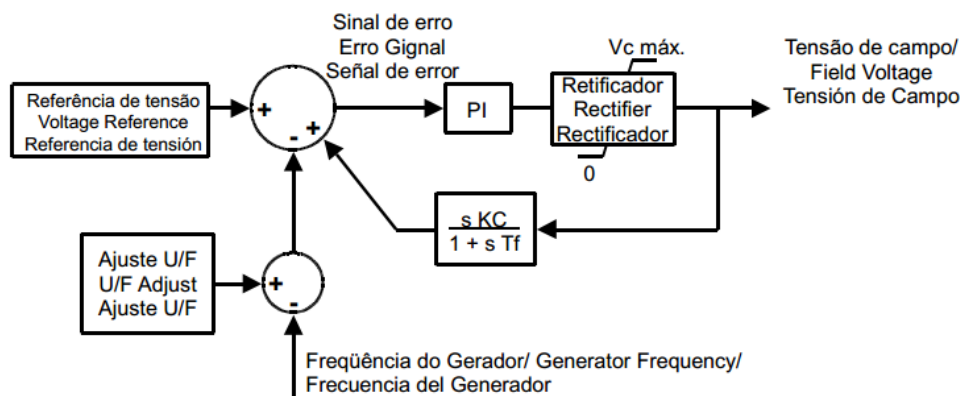 Sinal de erro
Erro Gignal
Señal de error
Vc máx.
Tensão de campo/
Field Voltage
Tensión de Campo
Referência de tensão
Voltage Reference
Referencia de tensión
+
-
+
PI
Retificador
Rectifier
Rectificador
0
s KC
1 + s Tf
Ajuste U/F
U/F Adjust
Ajuste U/F
+
-
Freqüência do Gerador/ Generator Frequency/
Frecuencia del Generador